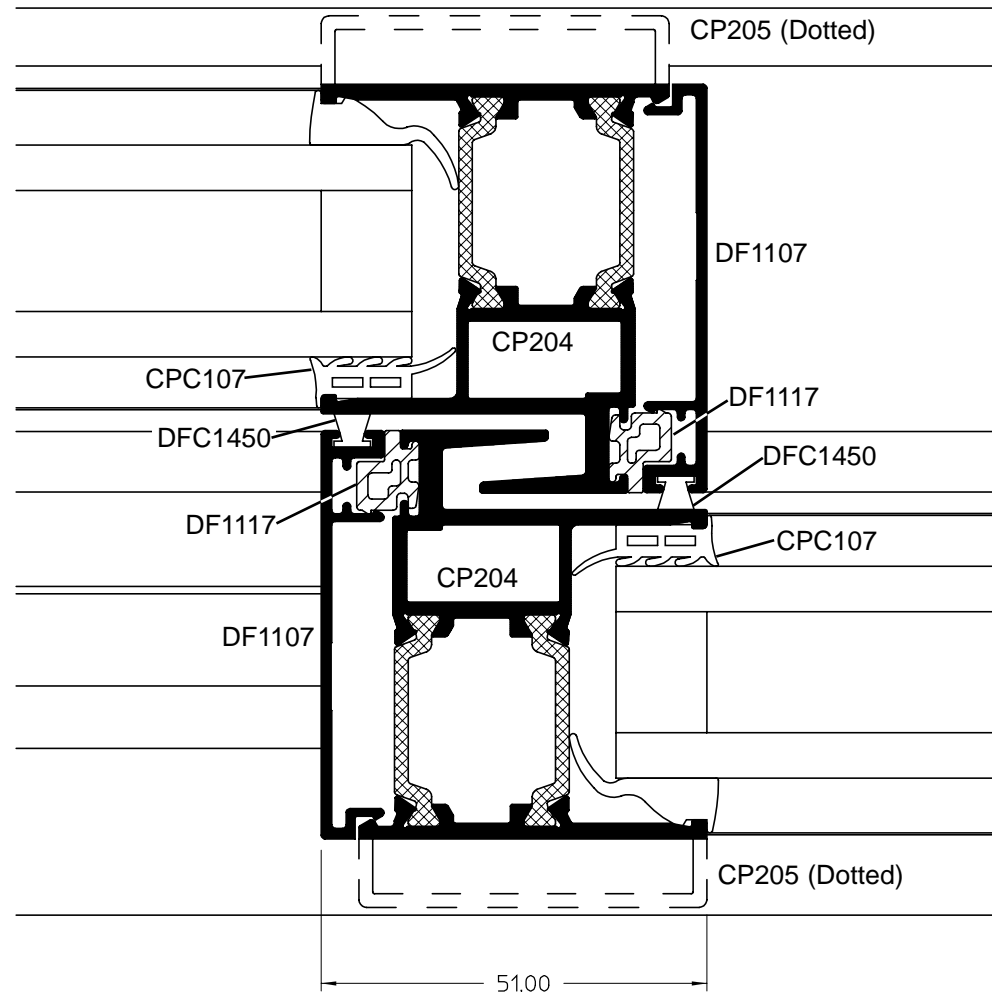 CP205 (Dotted)
DF1107
CP204
CPC107
DF1117
DFC1450
DFC1450
DF1117
CPC107
CP204
DF1107
CP205 (Dotted)
51.00